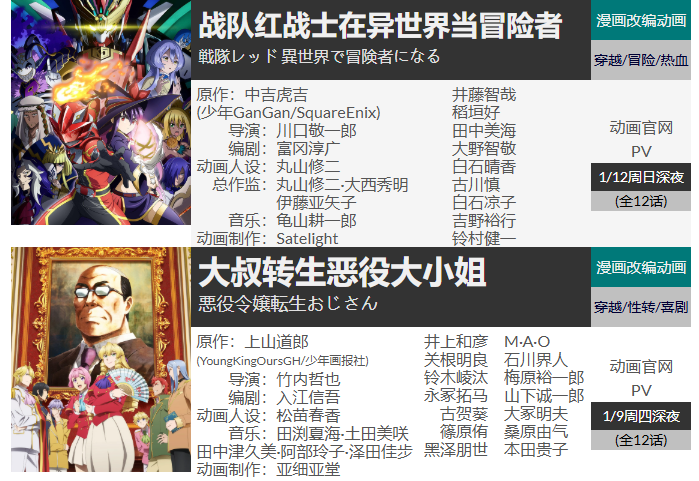 战队红战士在异世界当冒险者
戦隊レッド 異世界で冒険者になる
漫画改编动画
穿越/冒险/热血
原作：中吉虎吉
(少年GanGan/SquareEnix)
导演：川口敬一郎
编剧：冨冈淳广
动画人设：丸山修二
总作监：丸山修二·大西秀明
伊藤亚矢子
音乐：龟山耕一郎
动画制作：Satelight
井藤智哉
稻垣好
田中美海
大野智敬
白石晴香
古川慎
白石凉子
吉野裕行
铃村健一
动画官网
PV
1/12周日深夜
(全12话)
大叔转生恶役大小姐
悪役令嬢転生おじさん
漫画改编动画
穿越/性转/喜剧
原作：上山道郎
(YoungKingOursGH/少年画报社)
导演：竹内哲也
编剧：入江信吾
动画人设：松苗春香
音乐：田渕夏海·土田美咲
田中津久美·阿部玲子·泽田佳步
动画制作：亚细亚堂
井上和彦
关根明良
铃木崚汰
永冢拓马
古贺葵
篠原侑
黑泽朋世
M·A·O
石川界人
梅原裕一郎
山下诚一郎
大冢明夫
桑原由气
本田贵子
动画官网
PV
1/9周四深夜
(全12话)